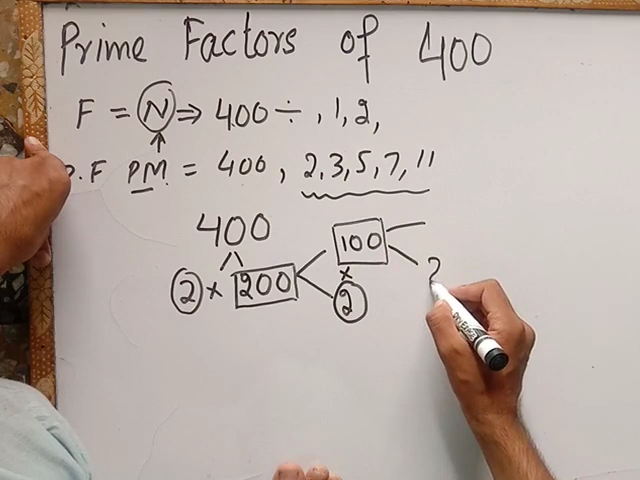 Prime Factors of 400
F = N ⇒ 400 ÷ , 1, 2,
P.F PM = 400, 2, 3, 5, 7, 11
400
100
2 × 200
×
2
2